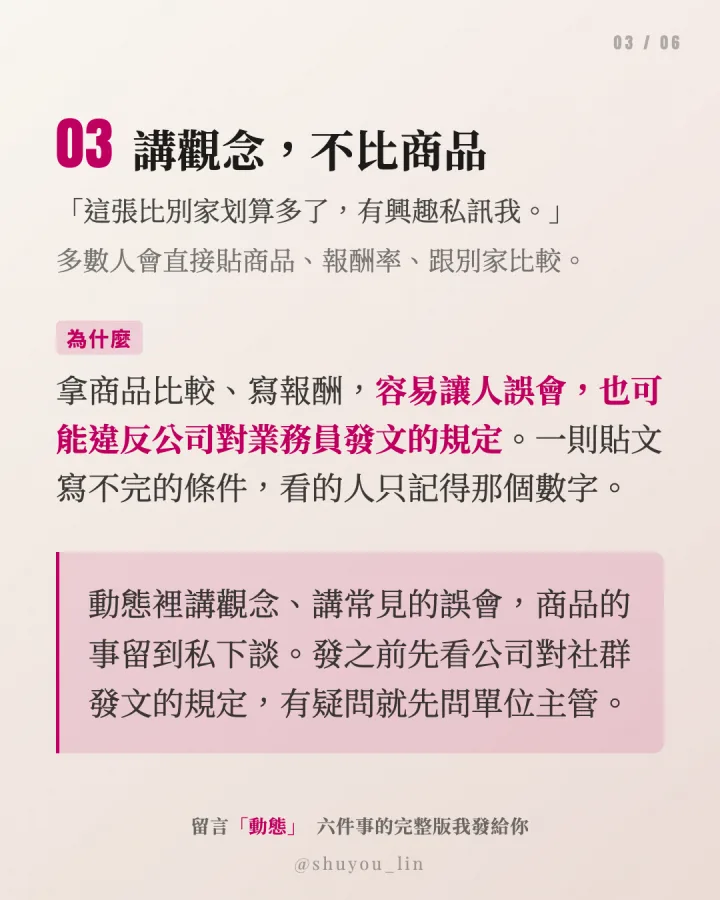 03 / 06
03 講觀念，不比商品
「這張比別家划算多了，有興趣私訊我。」
多數人會直接貼商品、報酬率、跟別家比較。
為什麼
拿商品比較、寫報酬，容易讓人誤會，也可
能違反公司對業務員發文的規定。一則貼文
寫不完的條件，看的人只記得那個數字。
動態裡講觀念、講常見的誤會，商品的
事留到私下談。發之前先看公司對社群
發文的規定，有疑問就先問單位主管。
留言「動態」 六件事的完整版我發給你
@shuyou_lin